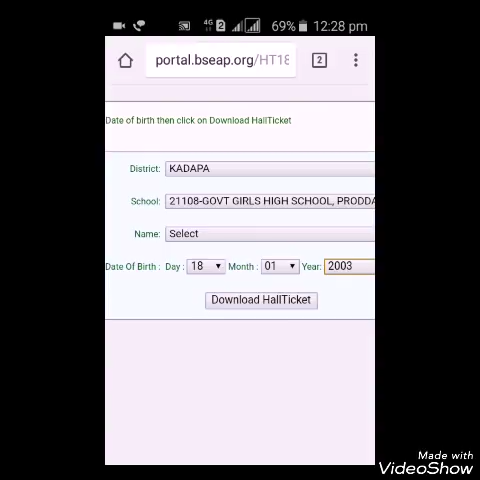 4G 2 69% 12:28 pm
portal.bseap.org/HT18 2
Date of birth then click on Download HallTicket
District: KADAPA
School: 21108-GOVT GIRLS HIGH SCHOOL, PRODDA
Name: Select
Date Of Birth : Day : 18 Month : 01 Year: 2003
Download HallTicket
Made with
VideoShow